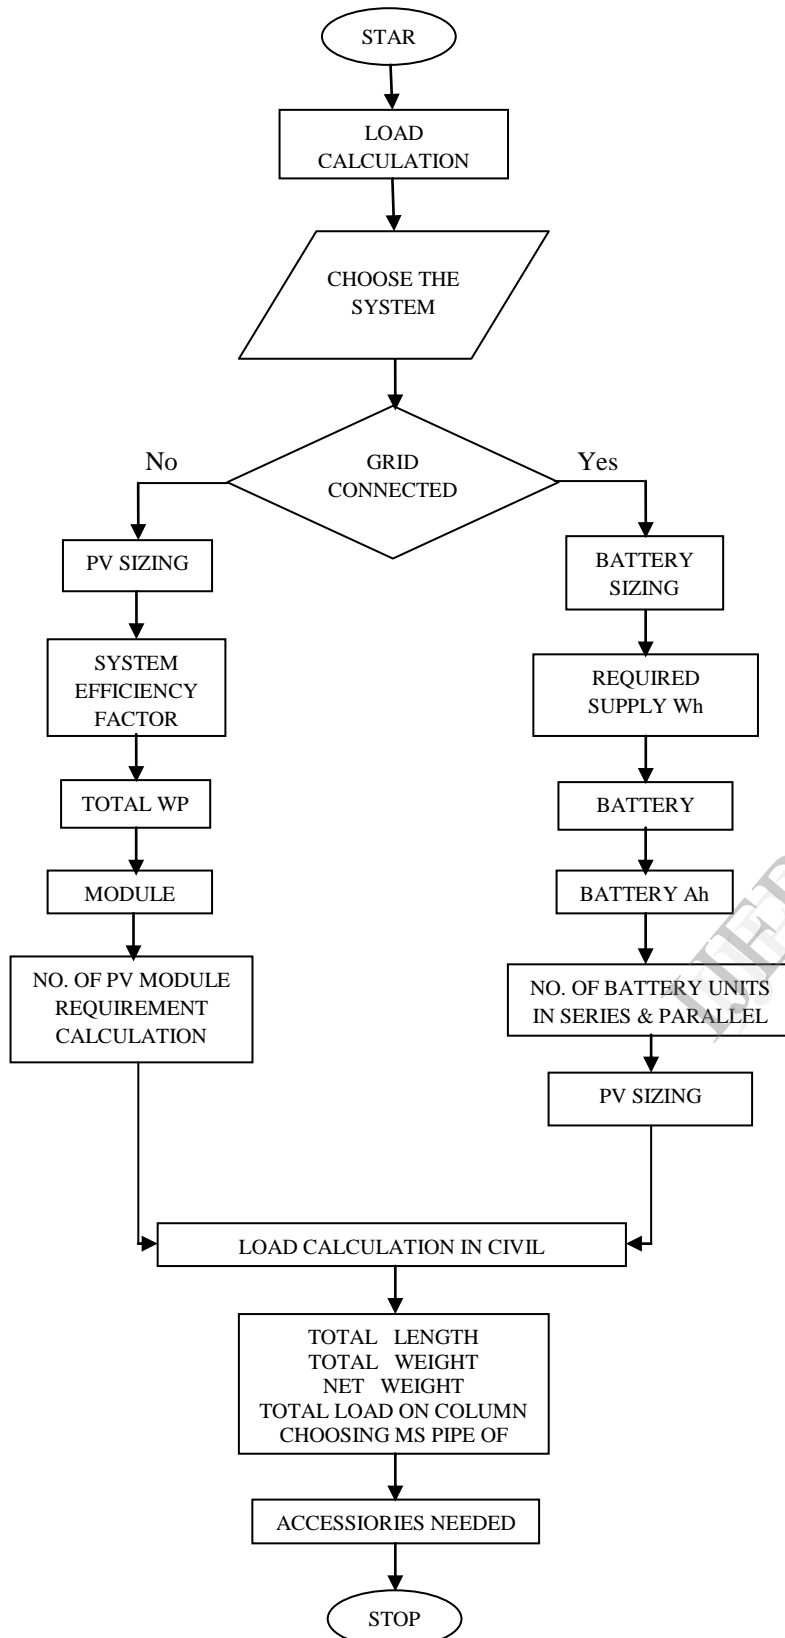 STAR
LOAD
CALCULATION
CHOOSE THE
SYSTEM
GRID
CONNECTED
No
Yes
PV SIZING
SYSTEM
EFFICIENCY
FACTOR
TOTAL WP
MODULE
NO. OF PV MODULE
REQUIREMENT
CALCULATION
BATTERY
SIZING
REQUIRED
SUPPLY Wh
BATTERY
BATTERY Ah
NO. OF BATTERY UNITS
IN SERIES & PARALLEL
PV SIZING
LOAD CALCULATION IN CIVIL
TOTAL LENGTH
TOTAL WEIGHT
NET WEIGHT
TOTAL LOAD ON COLUMN
CHOOSING MS PIPE OF
ACCESSIORIES NEEDED
STOP